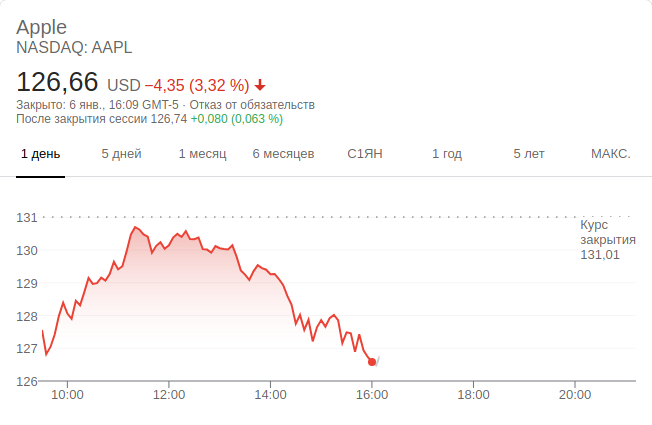 Apple
NASDAQ: AAPL
126,66 USD −4,35 (3,32 %)
Закрыто: 6 янв., 16:09 GMT-5 · Отказ от обязательств
После закрытия сессии 126,74 +0,080 (0,063 %)
1 день 5 дней 1 месяц 6 месяцев С1ЯН 1 год 5 лет МАКС.
131
Курс
закрытия
131,01
130
129
128
127
126
10:00 12:00 14:00 16:00 18:00 20:00